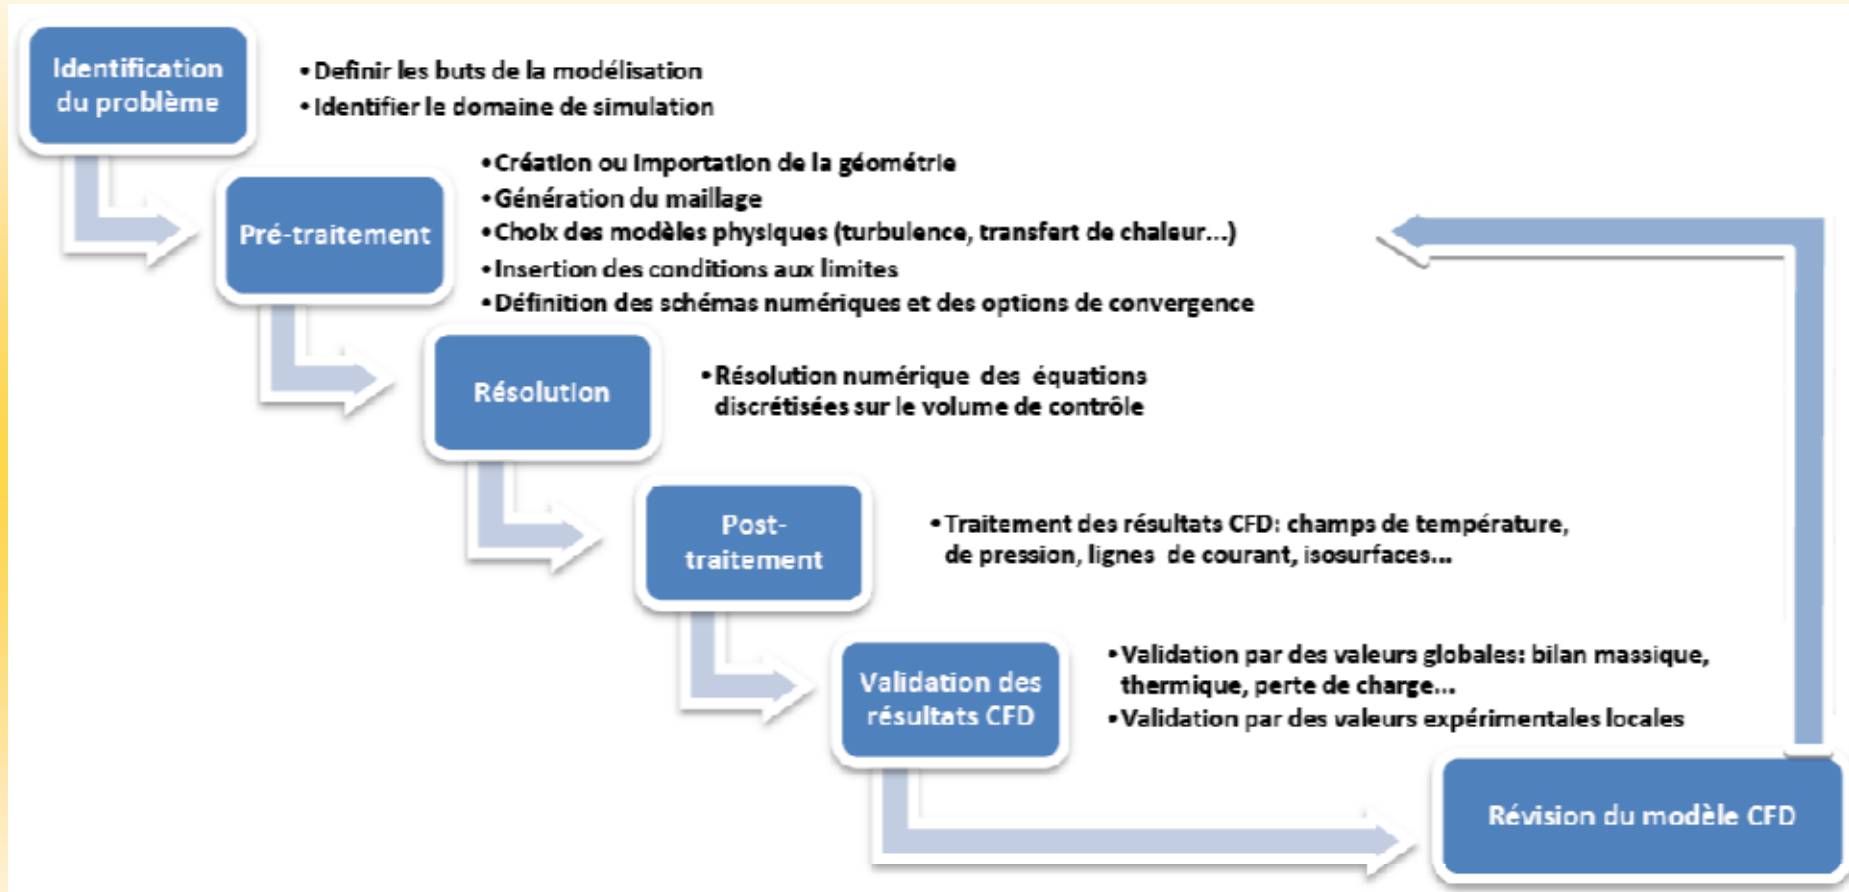 Identification
du problème
• Definir les buts de la modélisation
• Identifier le domaine de simulation
Pré-traitement
• Création ou importation de la géométrie
• Génération du maillage
• Choix des modèles physiques (turbulence, transfert de chaleur...)
• Insertion des conditions aux limites
• Définition des schémas numériques et des options de convergence
Résolution
• Résolution numérique des équations
discrétisées sur le volume de contrôle
Post-
traitement
• Traitement des résultats CFD: champs de température,
de pression, lignes de courant, isosurfaces...
Validation des
résultats CFD
• Validation par des valeurs globales: bilan massique,
thermique, perte de charge...
• Validation par des valeurs expérimentales locales
Révision du modèle CFD